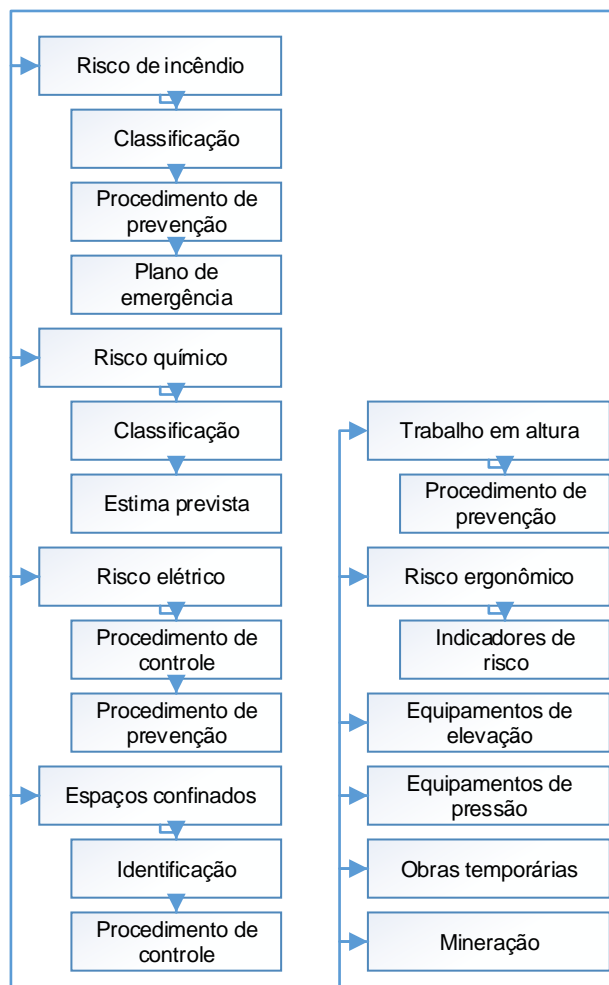 Risco de incêndio
Classificação
Procedimento de
prevenção
Plano de
emergência
Risco químico
Classificação
Estima prevista
Risco elétrico
Procedimento de
controle
Procedimento de
prevenção
Espaços confinados
Identificação
Procedimento de
controle
Trabalho em altura
Procedimento de
prevenção
Risco ergonômico
Indicadores de
risco
Equipamentos de
elevação
Equipamentos de
pressão
Obras temporárias
Mineração